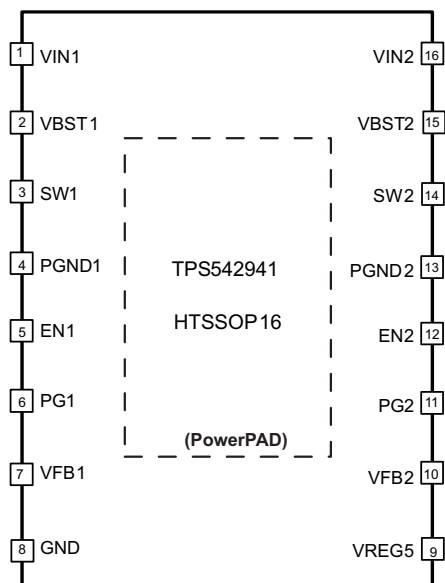 1 VIN1 VIN2 16
2 VBST1 VBST2 15
3 SW1 SW2 14
4 PGND1 PGND2 13
TPS542941
HTSSOP16
5 EN1 EN2 12
6 PG1 PG2 11
(PowerPAD)
7 VFB1 VFB2 10
8 GND VREG5 9